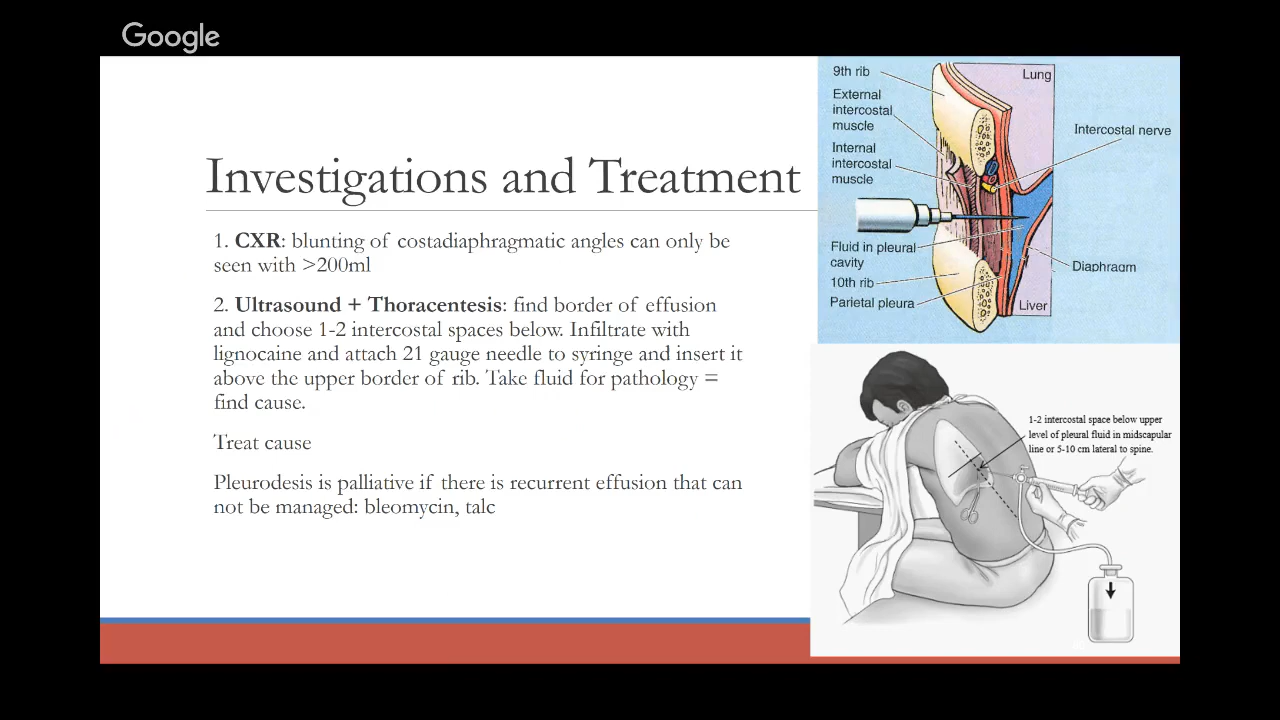 Google
Investigations and Treatment
1. CXR: blunting of costadiaphragmatic angles can only be
seen with >200ml
2. Ultrasound + Thoracentesis: find border of effusion
and choose 1-2 intercostal spaces below. Infiltrate with
lignocaine and attach 21 gauge needle to syringe and insert it
above the upper border of rib. Take fluid for pathology =
find cause.
Treat cause
Pleurodesis is palliative if there is recurrent effusion that can
not be managed: bleomycin, talc
9th rib
External
intercostal
muscle
Internal
intercostal
muscle
Fluid in pleural
cavity
10th rib
Parietal pleura
Lung
Intercostal nerve
Diaphragm
Liver
1-2 intercostal space below upper
level of pleural fluid in midscapular
line or 5-10 cm lateral to spine.